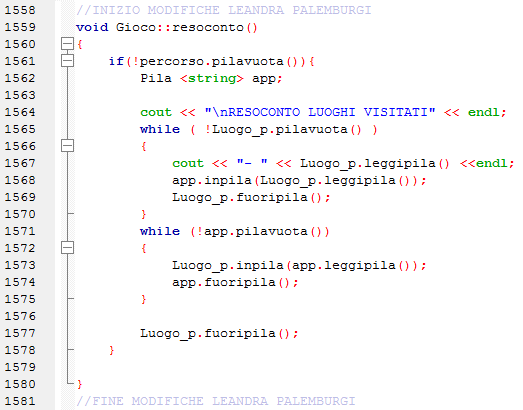 1558 //INIZIO MODIFICHE LEANDRA PALEMBURGI
1559 void Gioco::resoconto()
1560 {
1561 if(!percorso.pilavuota()){
1562 Pila <string> app;
1563
1564 cout << "\nRESOCONTO LUOGHI VISITATI" << endl;
1565 while ( !Luogo_p.pilavuota() )
1566 {
1567 cout << "- " << Luogo_p.leggipila() <<endl;
1568 app.inpila(Luogo_p.leggipila());
1569 Luogo_p.fuoripila();
1570 }
1571 while (!app.pilavuota())
1572 {
1573 Luogo_p.inpila(app.leggipila());
1574 app.fuoripila();
1575 }
1576
1577 Luogo_p.fuoripila();
1578 }
1579
1580 }
1581 //FINE MODIFICHE LEANDRA PALEMBURGI